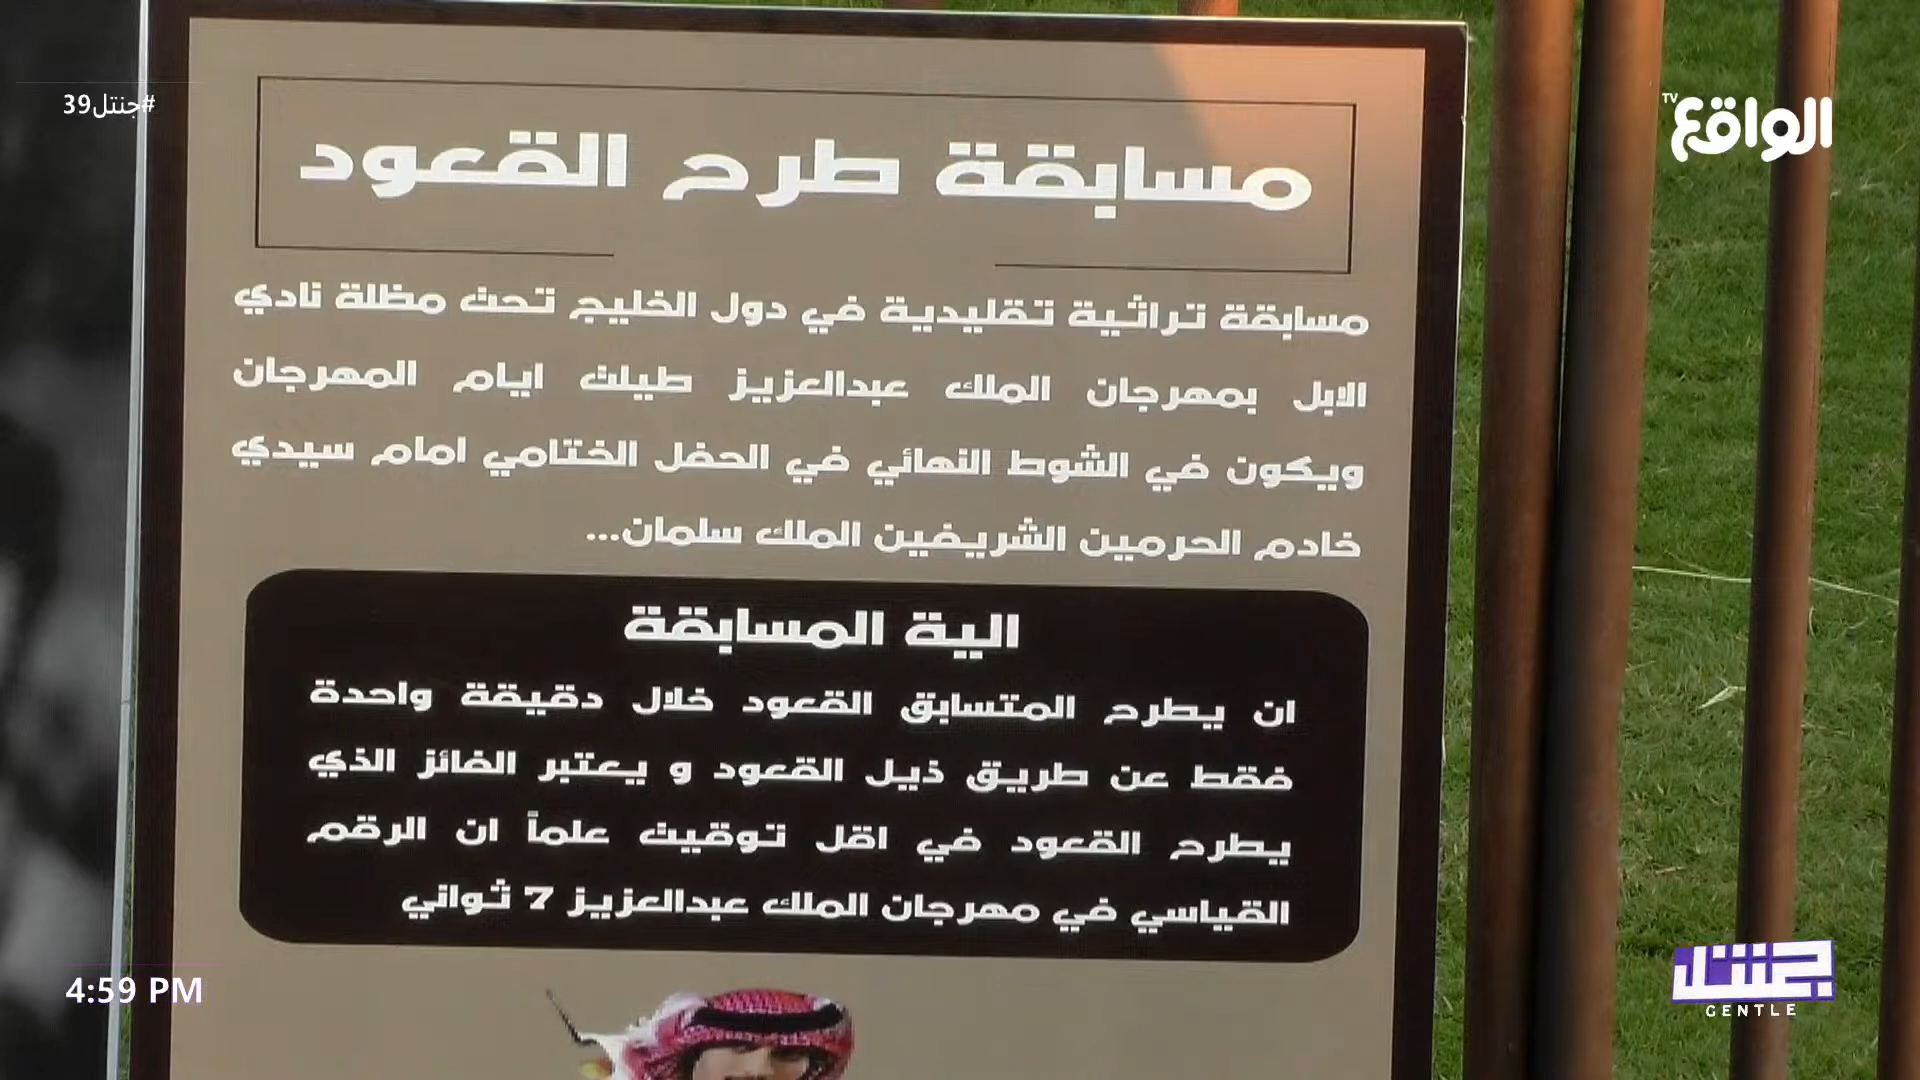 #جنتل39
الواقع TV
مسابقة طرح القعود
مسابقة تراثية تقليدية في دول الخليج تحت مظلة نادي
الابل بمهرجان الملك عبدالعزيز طيلت ايام المهرجان
ويكون في الشوط النهائي في الحفل الختامي امام سيدي
خادم الحرمين الشريفين الملك سلمان...
الية المسابقة
ان يطرح المتسابق القعود خلال دقيقة واحدة
فقط عن طريق ذيل القعود و يعتبر الفائز الذي
يطرح القعود في اقل توقيت علماً ان الرقم
القياسي في مهرجان الملك عبدالعزيز 7 ثواني
4:59 PM
جنتل
GENTLE